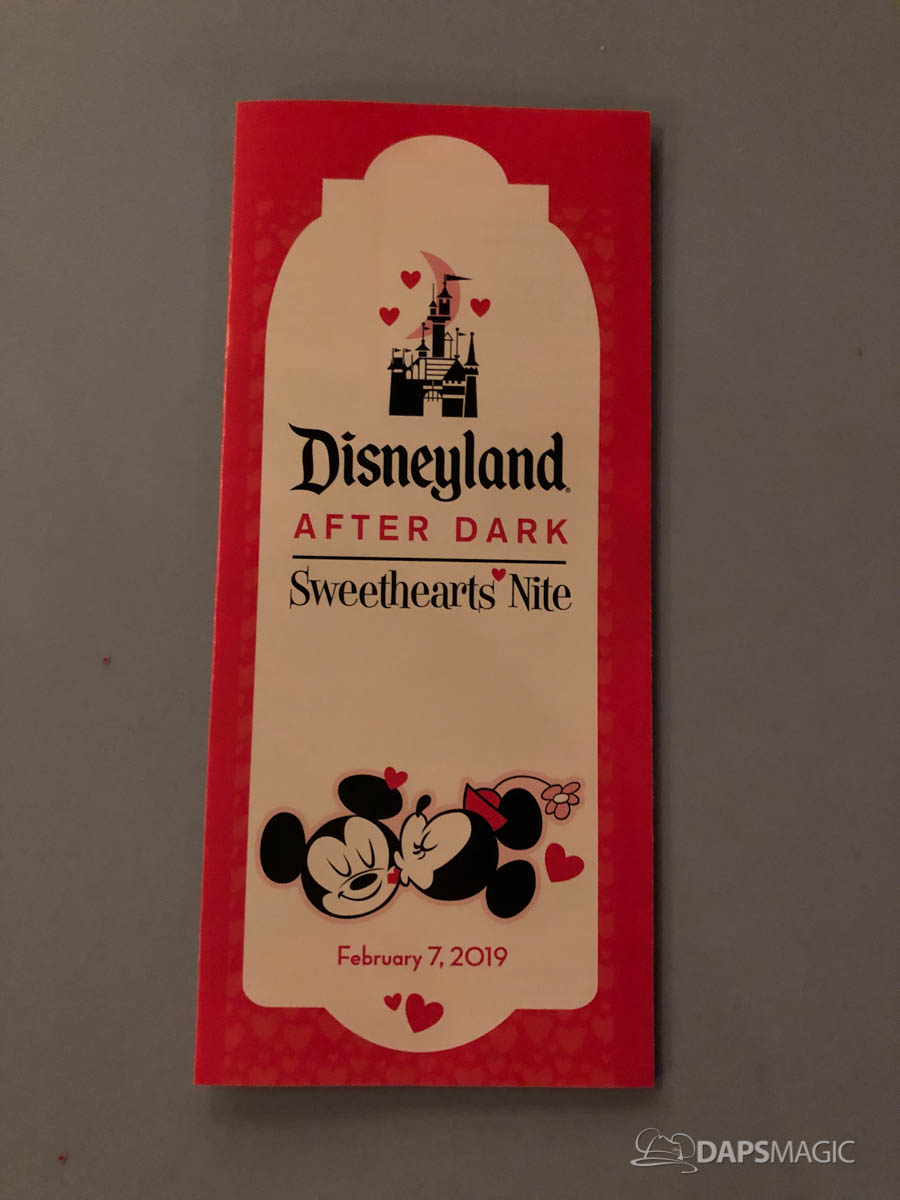 Disneyland®
AFTER DARK
Sweethearts' Nite
February 7, 2019
DAPSMAGIC